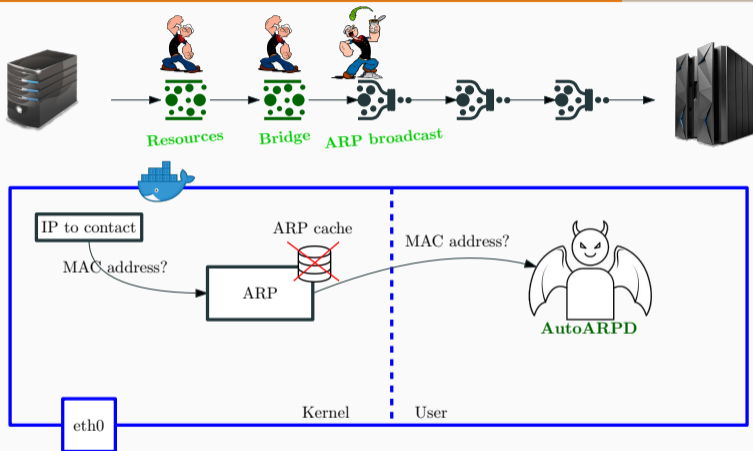 Resources
Bridge
ARP broadcast
IP to contact
ARP cache
MAC address?
MAC address?
ARP
AutoARPD
Kernel
User
eth0